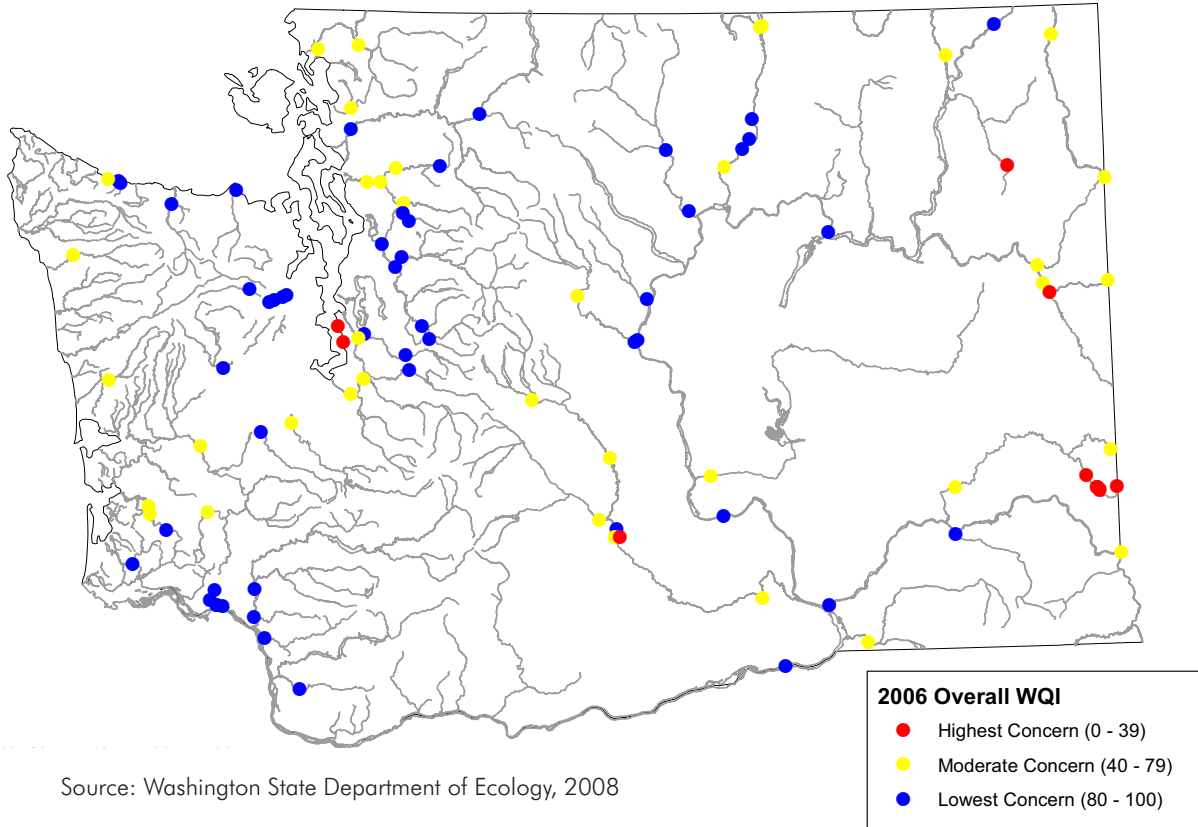 2006 Overall WQI
Highest Concern (0 - 39)
Moderate Concern (40 - 79)
Lowest Concern (80 - 100)
Source: Washington State Department of Ecology, 2008